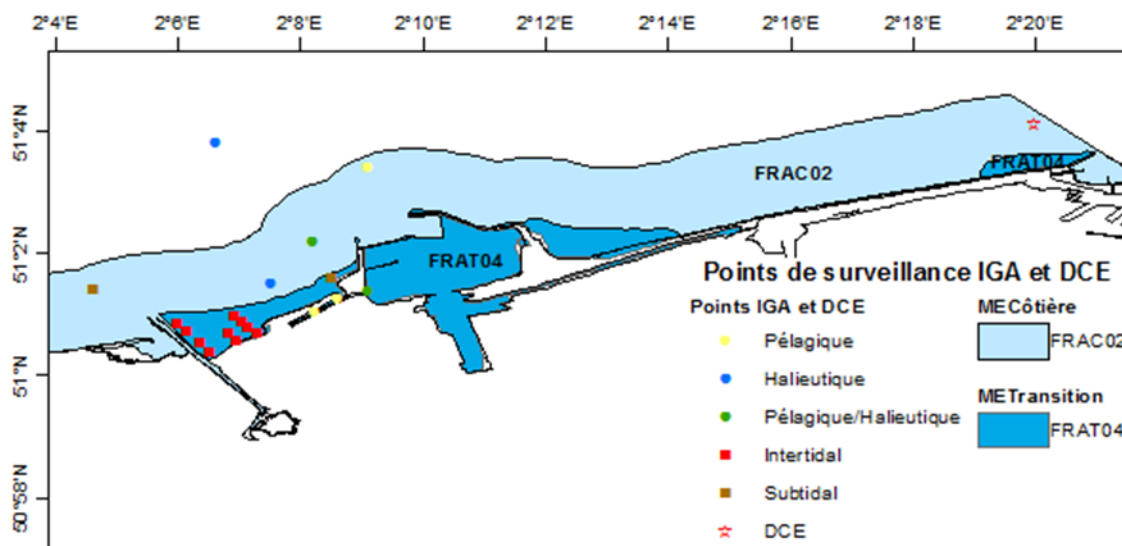 2°4'E 2°6'E 2°8'E 2°10'E 2°12'E 2°14'E 2°16'E 2°18'E 2°20'E
51°4'N
FRAT04
FRAC02
51°2'N
FRAT04
Points de surveillance IGA et DCE
Points IGA et DCE
MECôtière
Pélagique
FRAC02
51°N
Halieutique
METransition
Pélagique/Halieutique
FRAT04
Intertidal
50°58'N
Subtidal
DCE